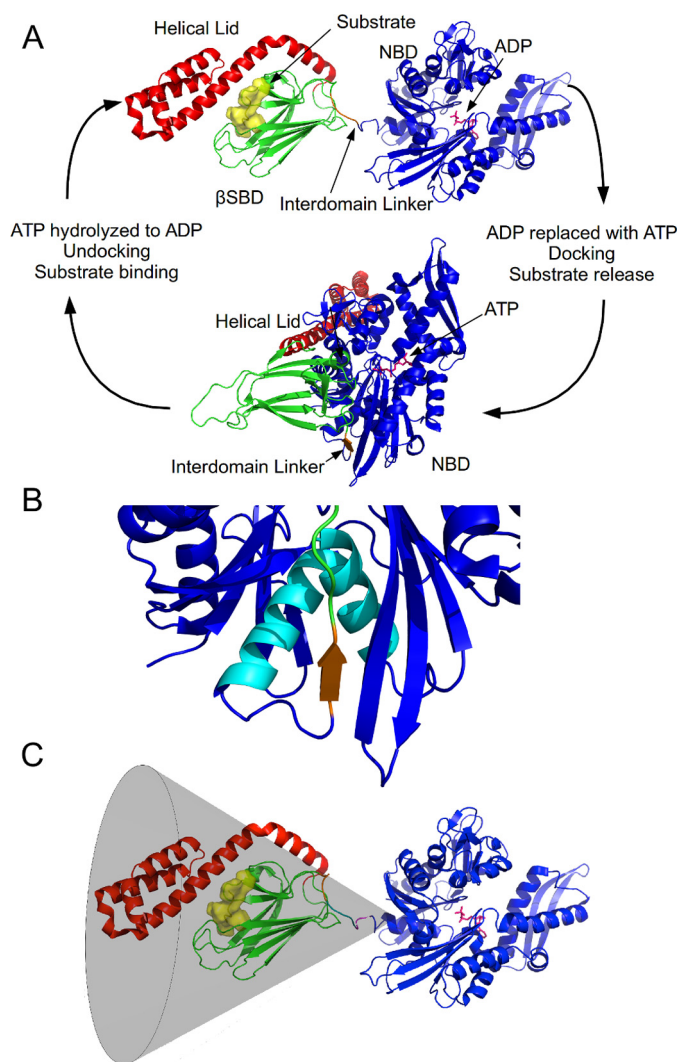 A
Helical Lid
Substrate
NBD
ADP
βSBD
Interdomain Linker
ATP hydrolyzed to ADP
Undocking
Substrate binding
ADP replaced with ATP
Docking
Substrate release
Helical Lid
ATP
Interdomain Linker
NBD
B
C